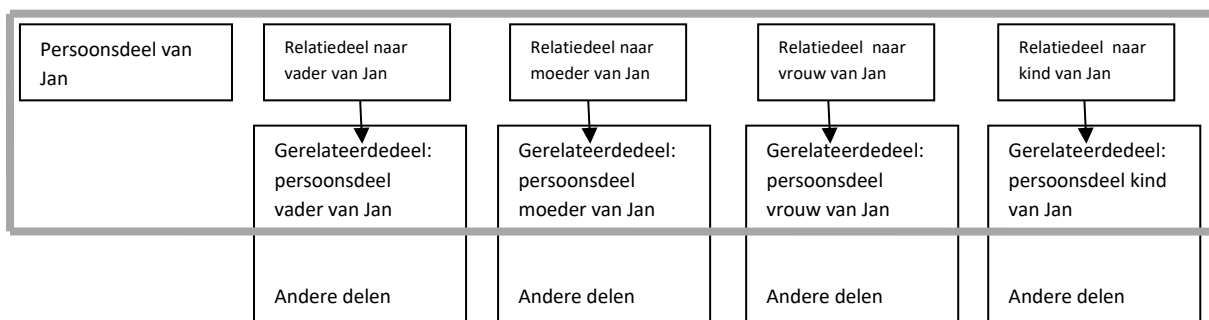 Persoonsdeel van
Jan
Relatiedeel naar
vader van Jan
Relatiedeel naar
moeder van Jan
Relatiedeel  naar
vrouw van Jan
Relatiedeel  naar
kind van Jan
Gerelateerdedeel:
persoonsdeel
vader van Jan
Gerelateerdedeel:
persoonsdeel
moeder van Jan
Gerelateerdedeel:
persoonsdeel
vrouw van Jan
Gerelateerdedeel:
persoonsdeel kind
van Jan
Andere delen
Andere delen
Andere delen
Andere delen